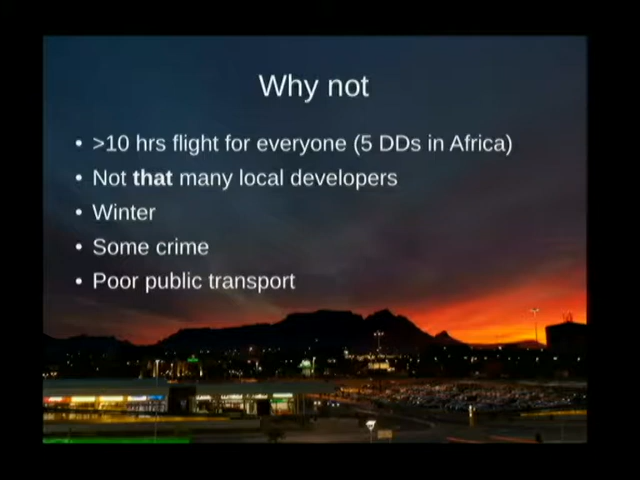 Why not
• >10 hrs flight for everyone (5 DDs in Africa)
• Not that many local developers
• Winter
• Some crime
• Poor public transport